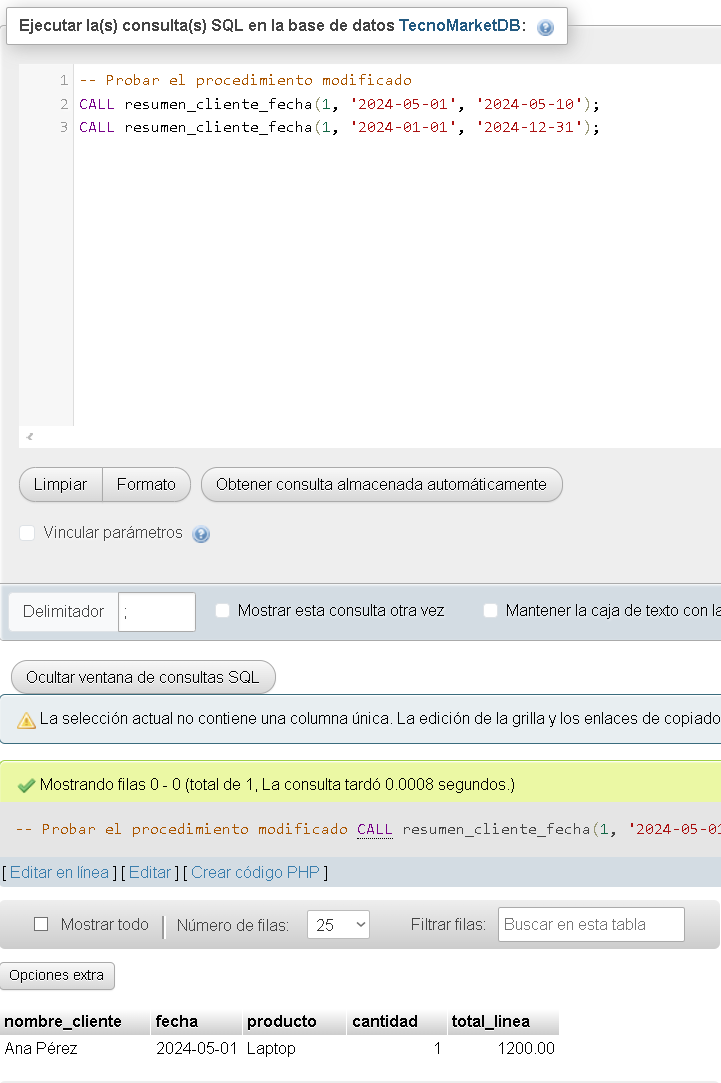 Ejecutar la(s) consulta(s) SQL en la base de datos TecnoMarketDB:
1 -- Probar el procedimiento modificado
2 CALL resumen_cliente_fecha(1, '2024-05-01', '2024-05-10');
3 CALL resumen_cliente_fecha(1, '2024-01-01', '2024-12-31');
Limpiar Formato Obtener consulta almacenada automáticamente
Vincular parámetros
Delimitador ; Mostrar esta consulta otra vez Mantener la caja de texto con la
Ocultar ventana de consultas SQL
La selección actual no contiene una columna única. La edición de la grilla y los enlaces de copiado
Mostrando filas 0 - 0 (total de 1, La consulta tardó 0.0008 segundos.)
-- Probar el procedimiento modificado CALL resumen_cliente_fecha(1, '2024-05-01
[ Editar en línea ] [ Editar ] [ Crear código PHP ]
Mostrar todo | Número de filas: 25 Filtrar filas: Buscar en esta tabla
Opciones extra
nombre_cliente fecha producto cantidad total_linea
Ana Pérez 2024-05-01 Laptop 1 1200.00